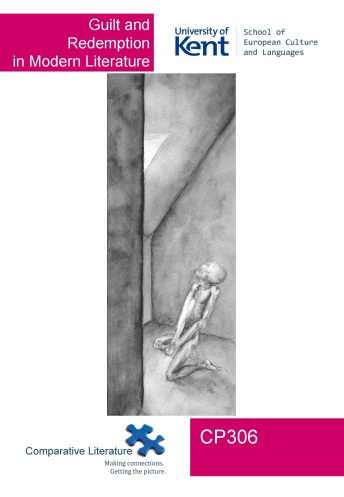 Guilt and
Redemption
in Modern Literature
University of
Kent
School of
European Culture
and Languages
Comparative Literature
Making connections.
Getting the picture.
CP306